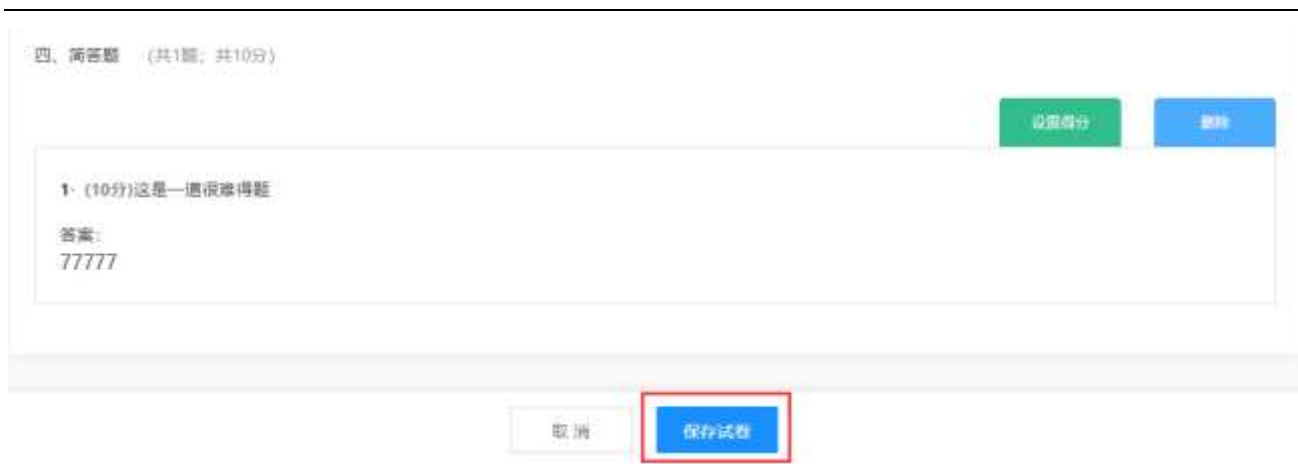 四、简答题 （共1题；共10分）
设置得分 删除
1· (10分)这是一道很难得题
答案：
77777
取 消 保存试卷